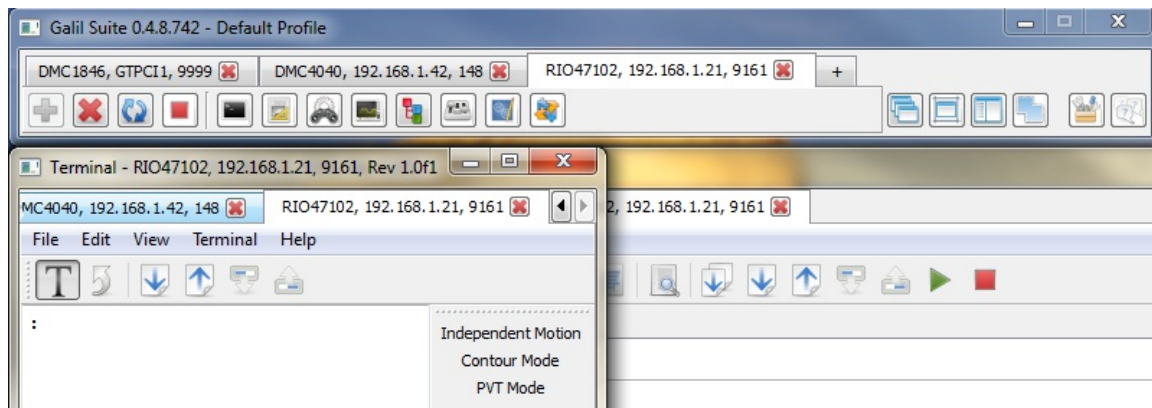 Galil Suite 0.4.8.742 - Default Profile
DMC1846, GTPCI1, 9999 DMC4040, 192.168.1.42, 148 RIO47102, 192.168.1.21, 9161 +
Terminal - RIO47102, 192.168.1.21, 9161, Rev 1.0f1
MC4040, 192.168.1.42, 148 RIO47102, 192.168.1.21, 9161 2, 192.168.1.21, 9161
File Edit View Terminal Help
T
:
Independent Motion
Contour Mode
PVT Mode